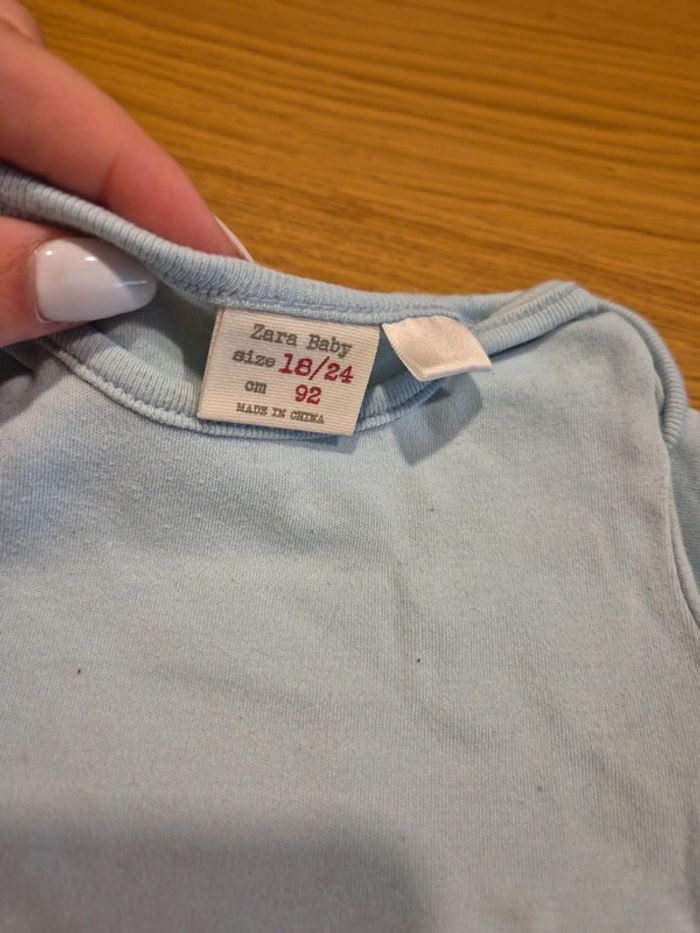 Zara Baby
size 18/24
cm 92
MADE IN CHINA